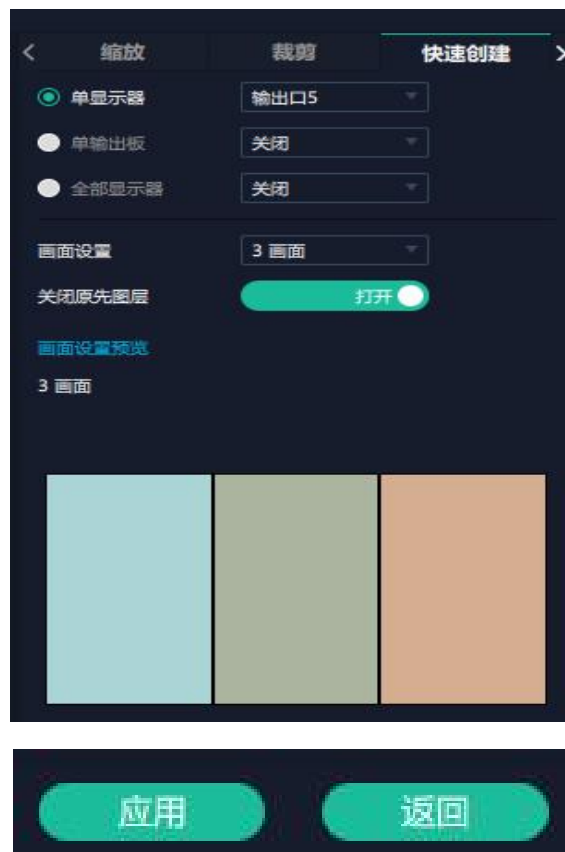 缩放 裁剪 快速创建
单显示器 输出口5
单输出板 关闭
全部显示器 关闭
画面设置 3 画面
关闭原先图层 打开
画面设置预览
3 画面
应用 返回